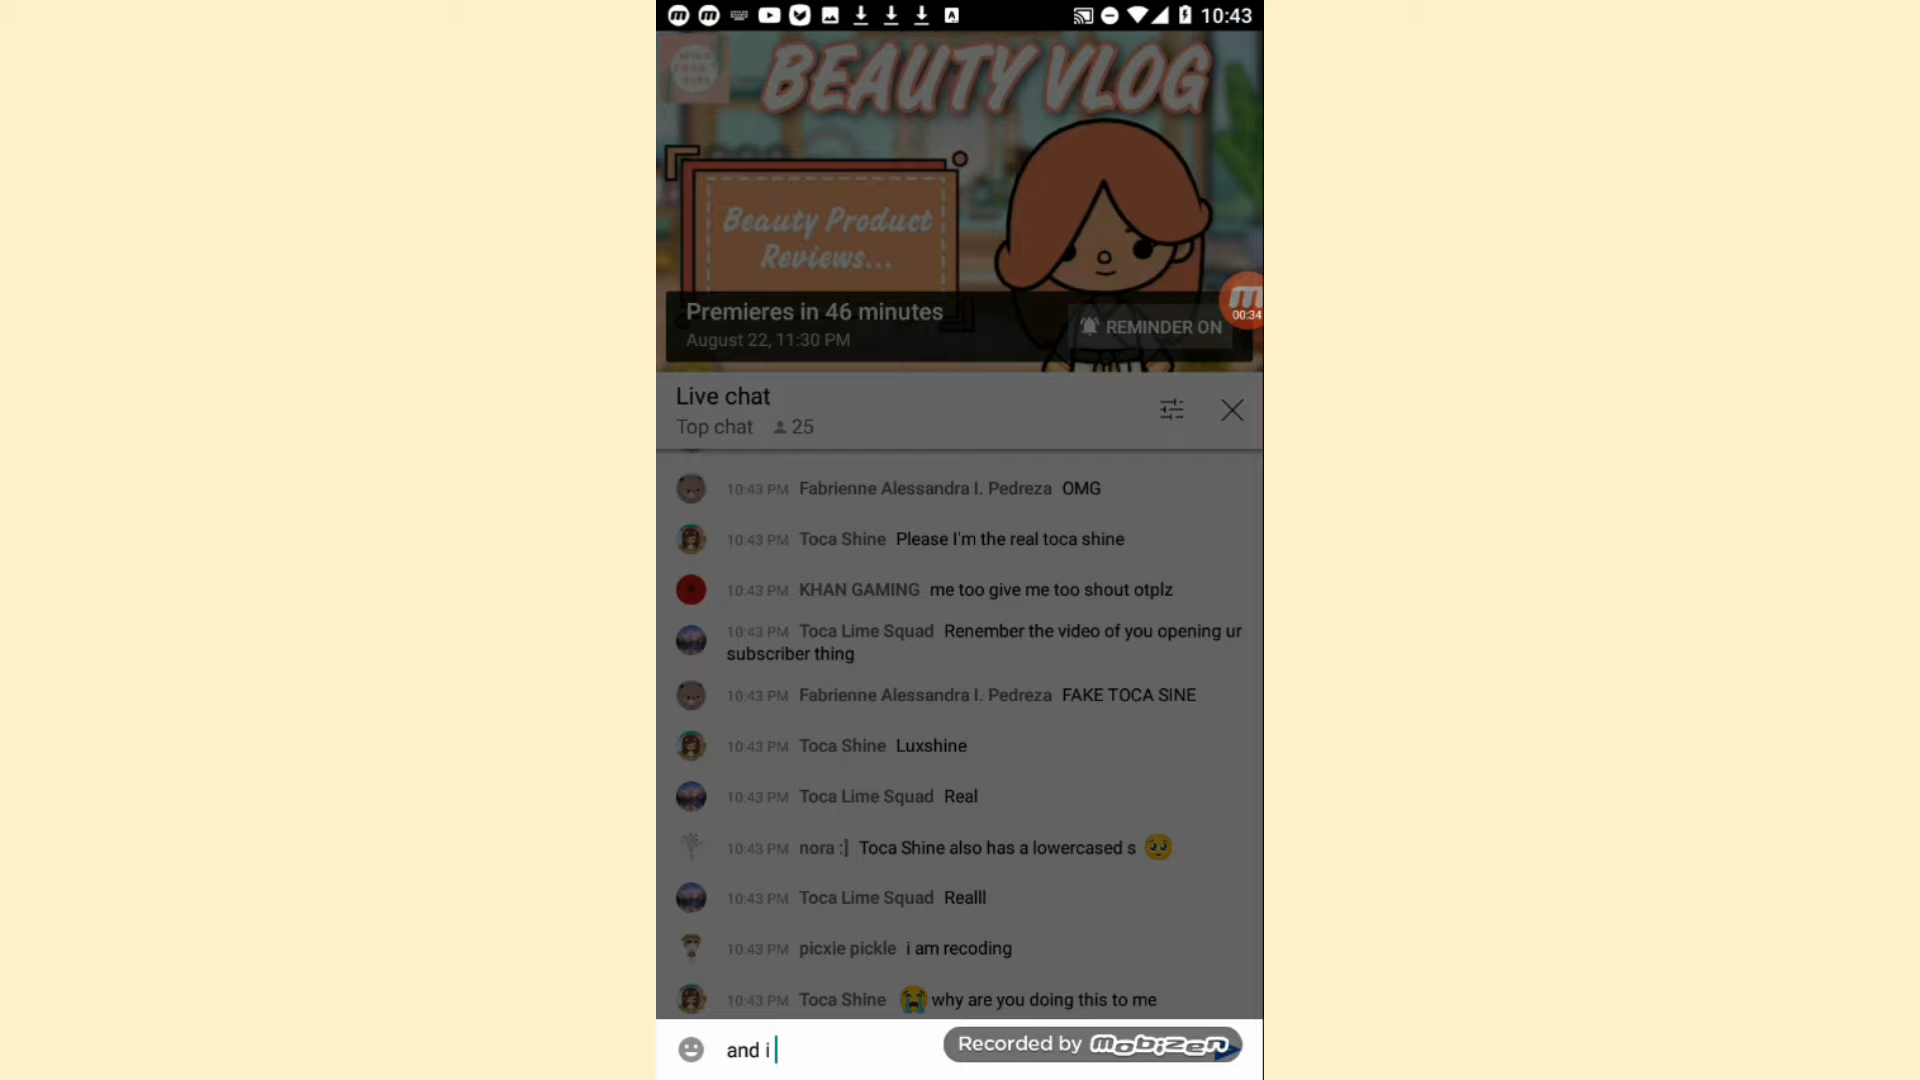 10:43
BEAUTY VLOG
Beauty Product
Reviews...
Premieres in 46 minutes
August 22, 11:30 PM
REMINDER ON
00:34
Live chat
Top chat 25
10:43 PM Fabrienne Alessandra I. Pedreza OMG
10:43 PM Toca Shine Please I'm the real toca shine
10:43 PM KHAN GAMING me too give me too shout otplz
10:43 PM Toca Lime Squad Renember the video of you opening ur
subscriber thing
10:43 PM Fabrienne Alessandra I. Pedreza FAKE TOCA SINE
10:43 PM Toca Shine Luxshine
10:43 PM Toca Lime Squad Real
10:43 PM nora :] Toca Shine also has a lowercased s 🥺
10:43 PM Toca Lime Squad Realll
10:43 PM picxie pickle i am recoding
10:43 PM Toca Shine 😭 why are you doing this to me
and i
Recorded by mobizen